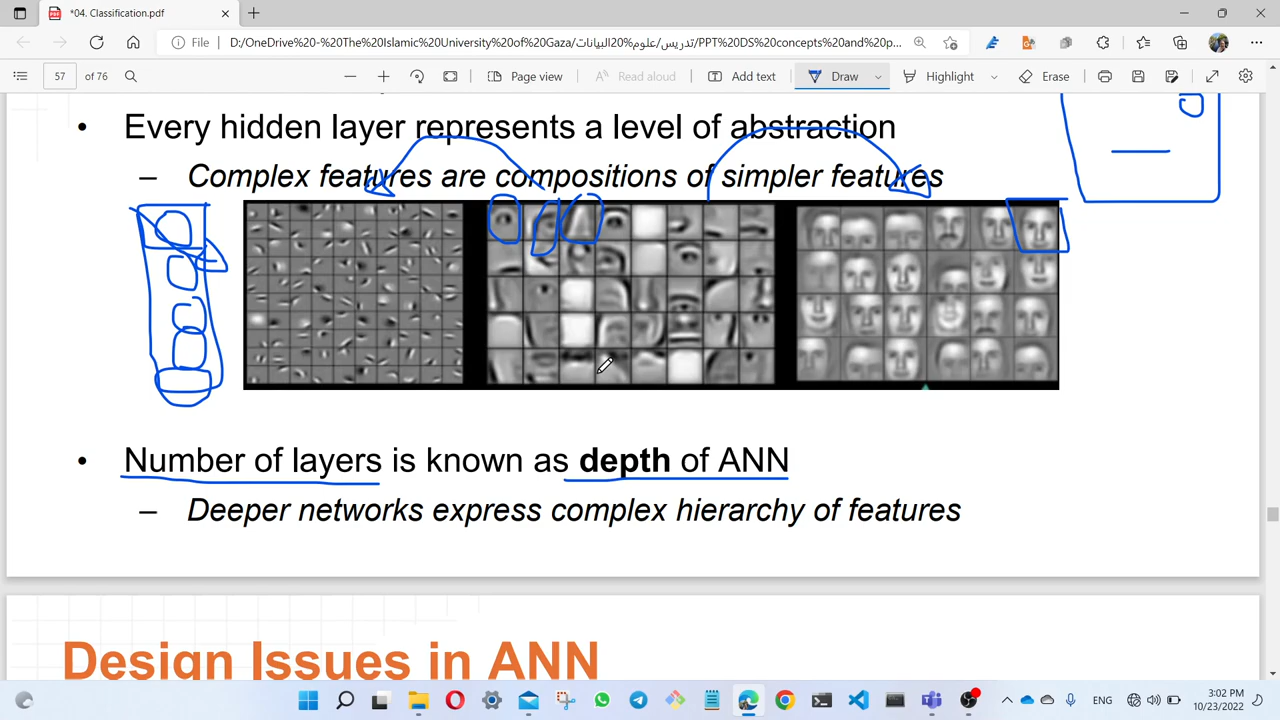 *04. Classification.pdf
File
D:/OneDrive%20-%20The%20Islamic%20University%20of%20Gaza/تدريس/علوم%20البيانات/PPT%20DS%20concepts%20and%20p...
57 of 76
Page view
Read aloud
Add text
Draw
Highlight
Erase
• Every hidden layer represents a level of abstraction
– Complex features are compositions of simpler features
• Number of layers is known as depth of ANN
– Deeper networks express complex hierarchy of features
Design Issues in ANN
ENG
3:02 PM
10/23/2022